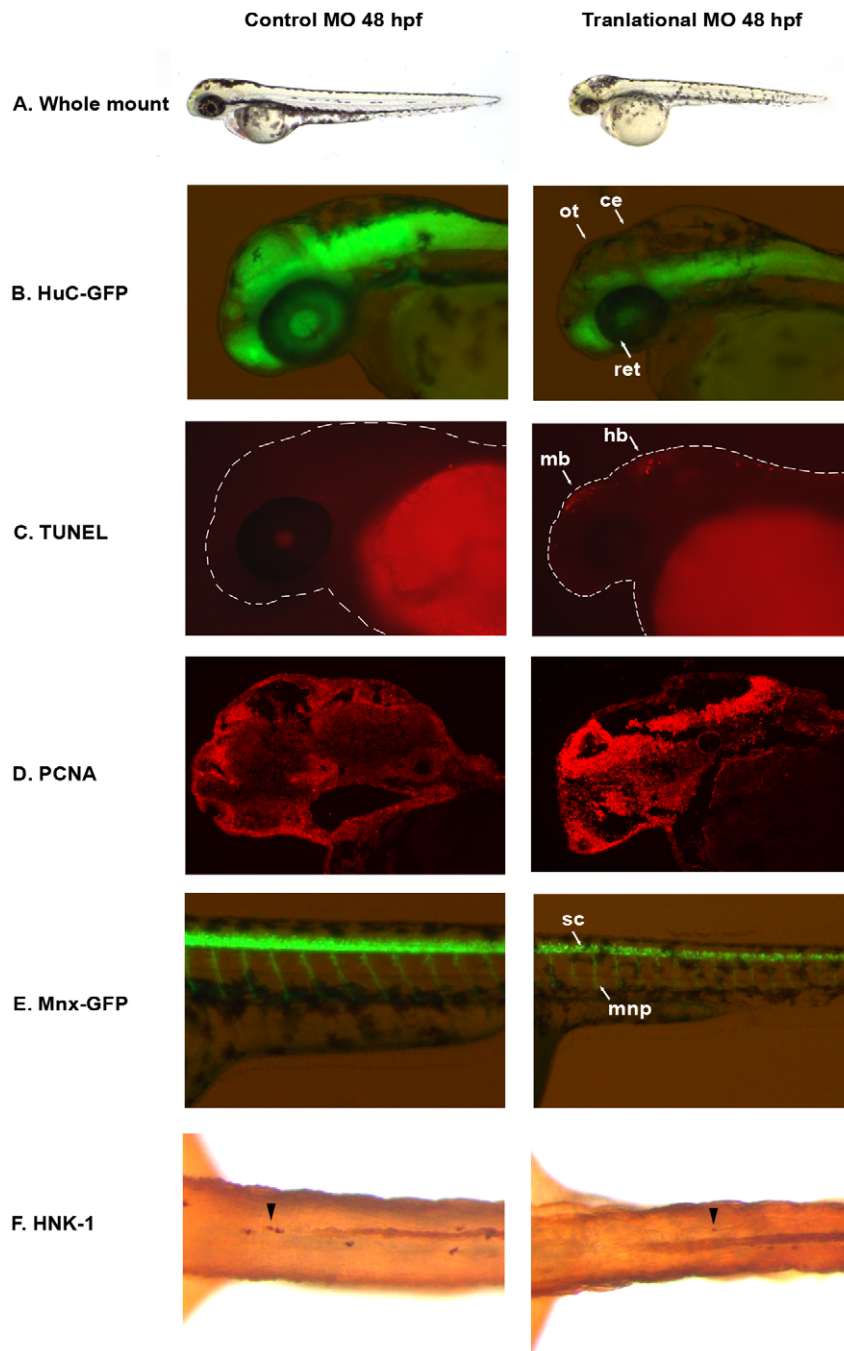 Control MO 48 hpf
Tranlational MO 48 hpf
A. Whole mount
B. HuC-GFP
ot
ce
ret
C. TUNEL
mb
hb
D. PCNA
E. Mnx-GFP
sc
mnp
F. HNK-1